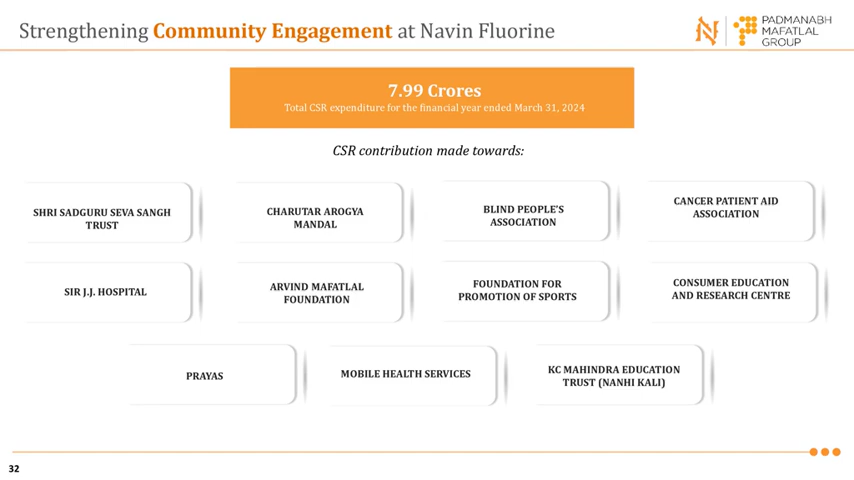 Strengthening Community Engagement at Navin Fluorine
PADMANABH
MAFATLAL
GROUP
7.99 Crores
Total CSR expenditure for the financial year ended March 31, 2024
CSR contribution made towards:
SHRI SADGURU SEVA SANGH
TRUST
CHARUTAR AROGYA
MANDAL
BLIND PEOPLE'S
ASSOCIATION
CANCER PATIENT AID
ASSOCIATION
SIR J.J. HOSPITAL
ARVIND MAFATLAL
FOUNDATION
FOUNDATION FOR
PROMOTION OF SPORTS
CONSUMER EDUCATION
AND RESEARCH CENTRE
PRAYAS
MOBILE HEALTH SERVICES
KC MAHINDRA EDUCATION
TRUST (NANHI KALI)
32